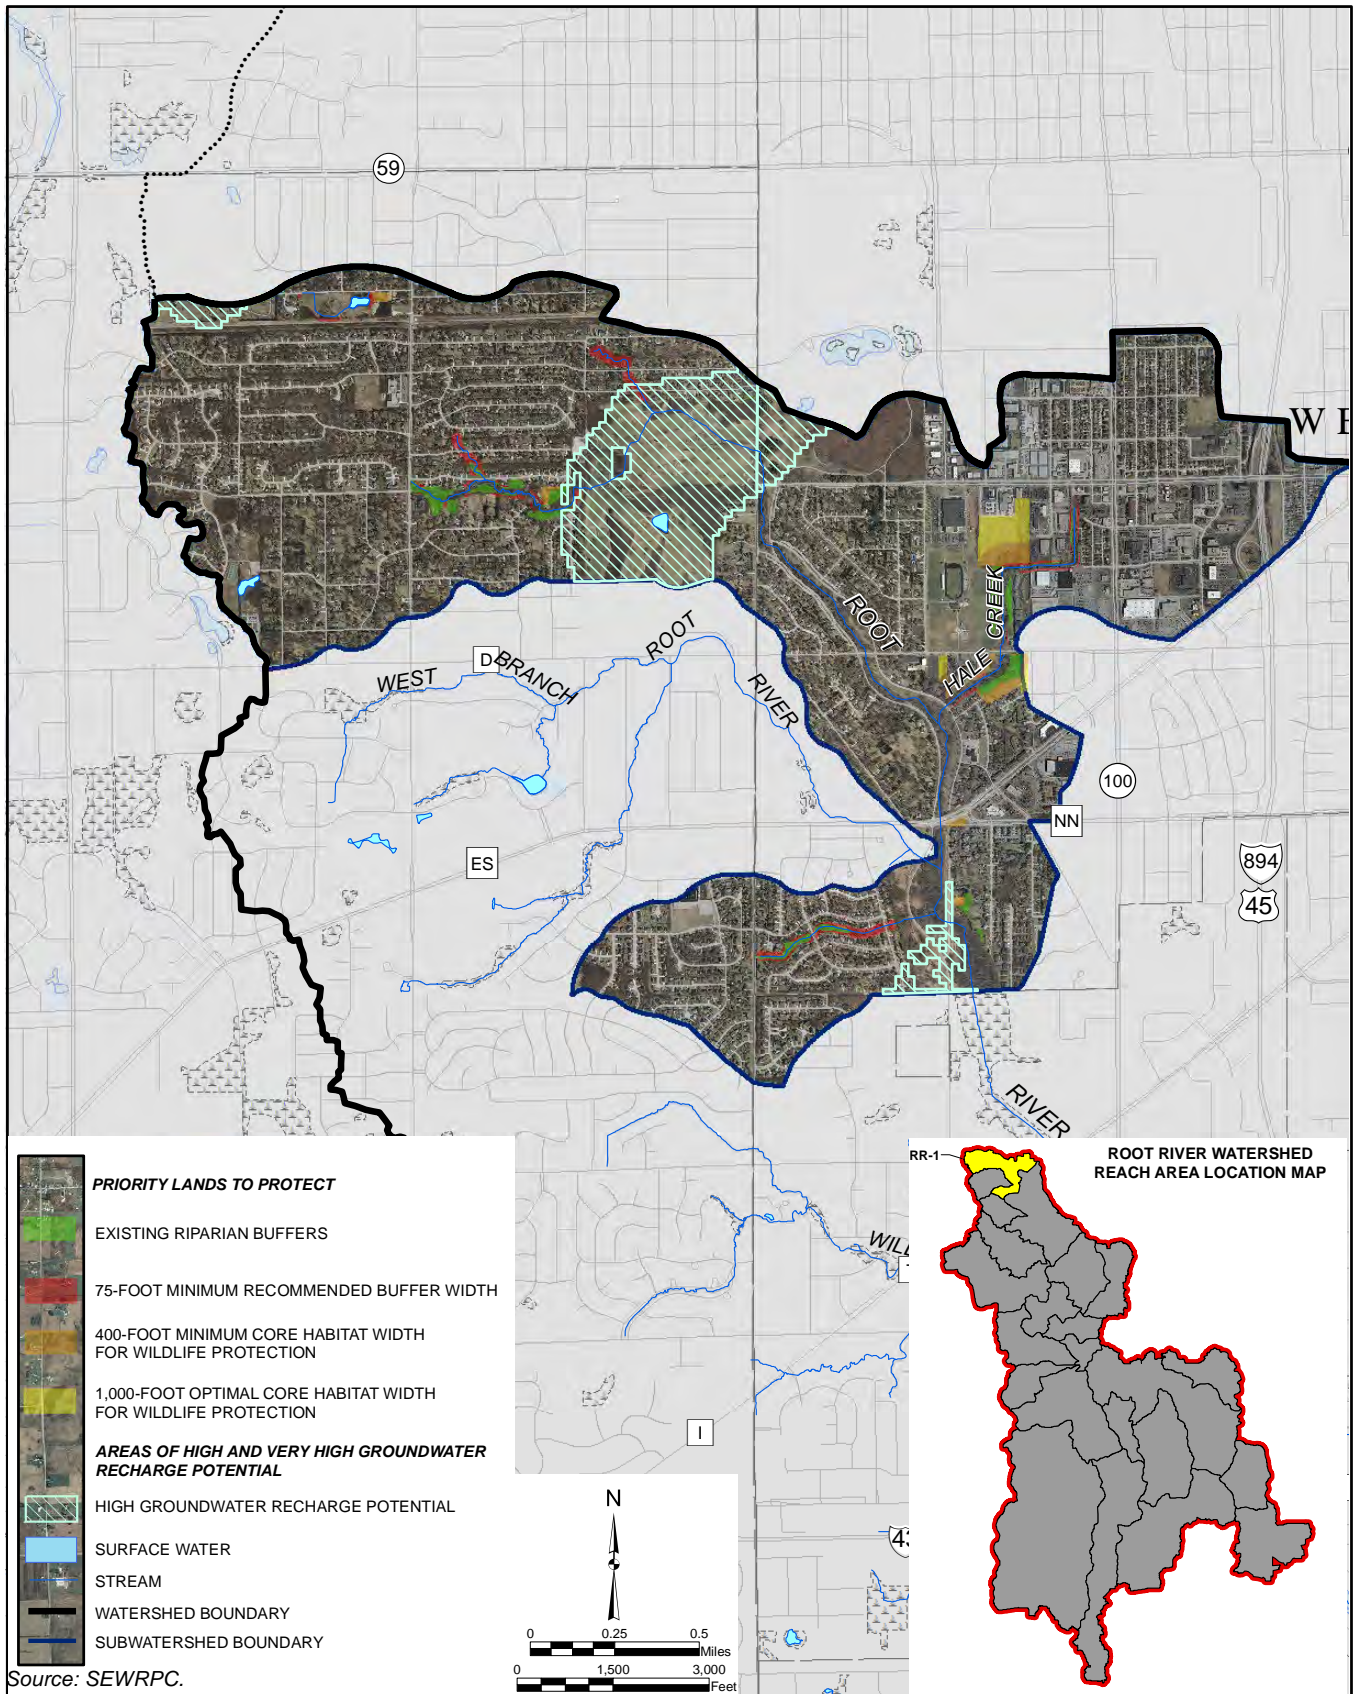 59
W E
ROOT
CREEK
HALE
WEST
D
BRANCH
ROOT
RIVER
100
NN
ES
894
45
RIVER
WILL
I
43
PRIORITY LANDS TO PROTECT
EXISTING RIPARIAN BUFFERS
75-FOOT MINIMUM RECOMMENDED BUFFER WIDTH
400-FOOT MINIMUM CORE HABITAT WIDTH
FOR WILDLIFE PROTECTION
1,000-FOOT OPTIMAL CORE HABITAT WIDTH
FOR WILDLIFE PROTECTION
AREAS OF HIGH AND VERY HIGH GROUNDWATER
RECHARGE POTENTIAL
HIGH GROUNDWATER RECHARGE POTENTIAL
SURFACE WATER
STREAM
WATERSHED BOUNDARY
SUBWATERSHED BOUNDARY
Source: SEWRPC.
N
0 0.25 0.5
Miles
0 1,500 3,000
Feet
RR-1
ROOT RIVER WATERSHED
REACH AREA LOCATION MAP